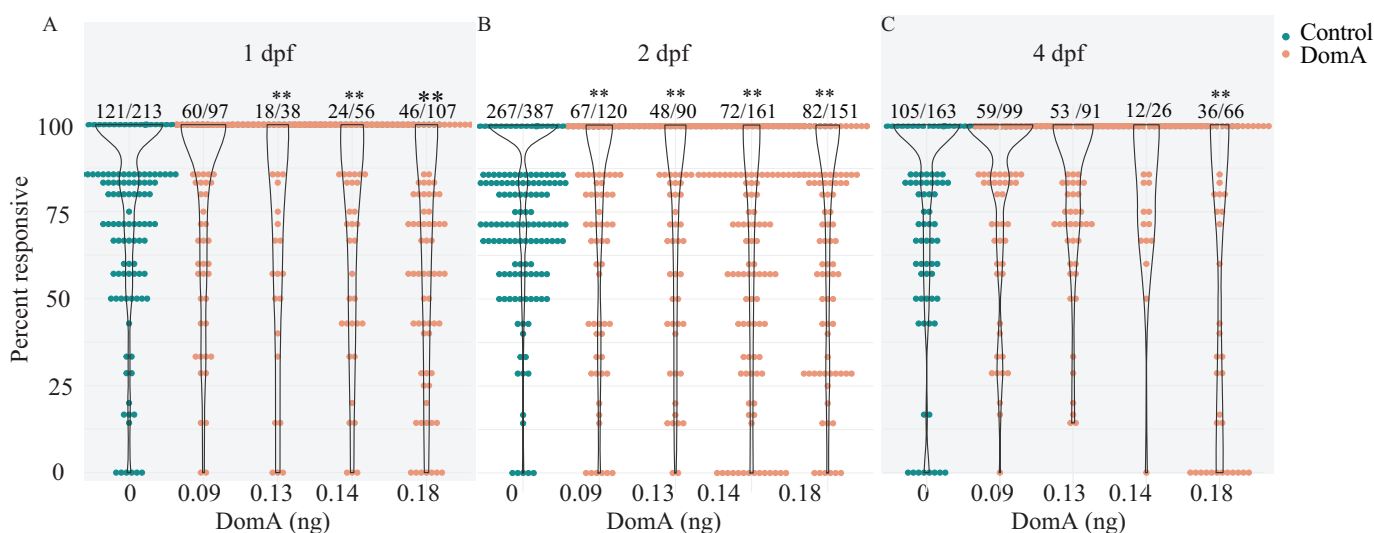 A
B
C
1 dpf
2 dpf
4 dpf
Control
DomA
** ** **
** ** ** **
**
121/213 60/97 18/38 24/56 46/107
267/387 67/120 48/90 72/161 82/151
105/163 59/99 53 /91 12/26 36/66
Percent responsive
100
75
50
25
0
0 0.09 0.13 0.14 0.18
0 0.09 0.13 0.14 0.18
0 0.09 0.13 0.14 0.18
DomA (ng)
DomA (ng)
DomA (ng)